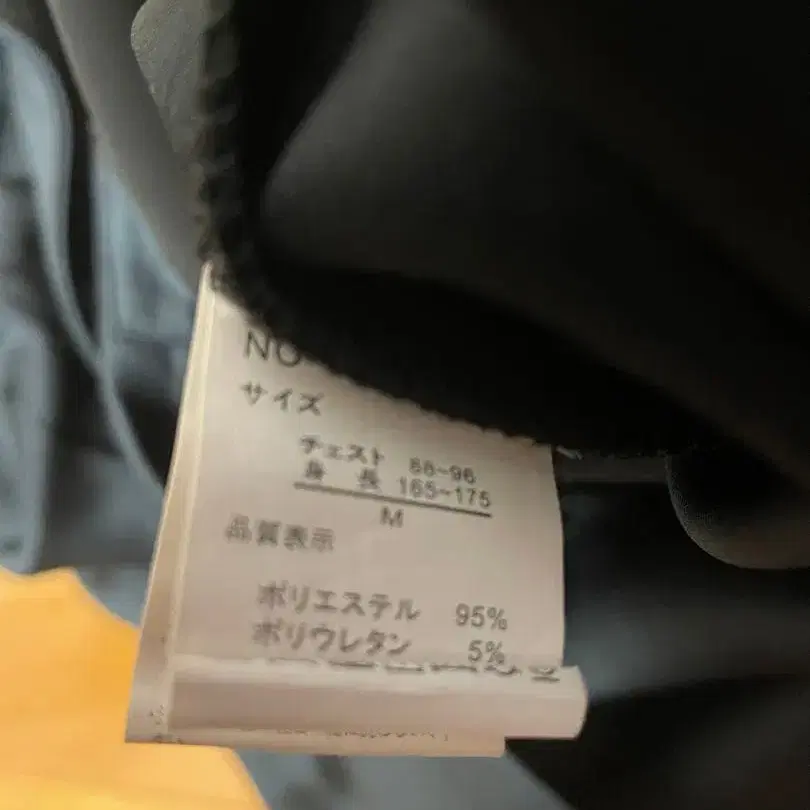 NO
サイズ
チェスト 88-96
身 長 165-175
M
品質表示
ポリエステル 95%
ポリウレタン 5%